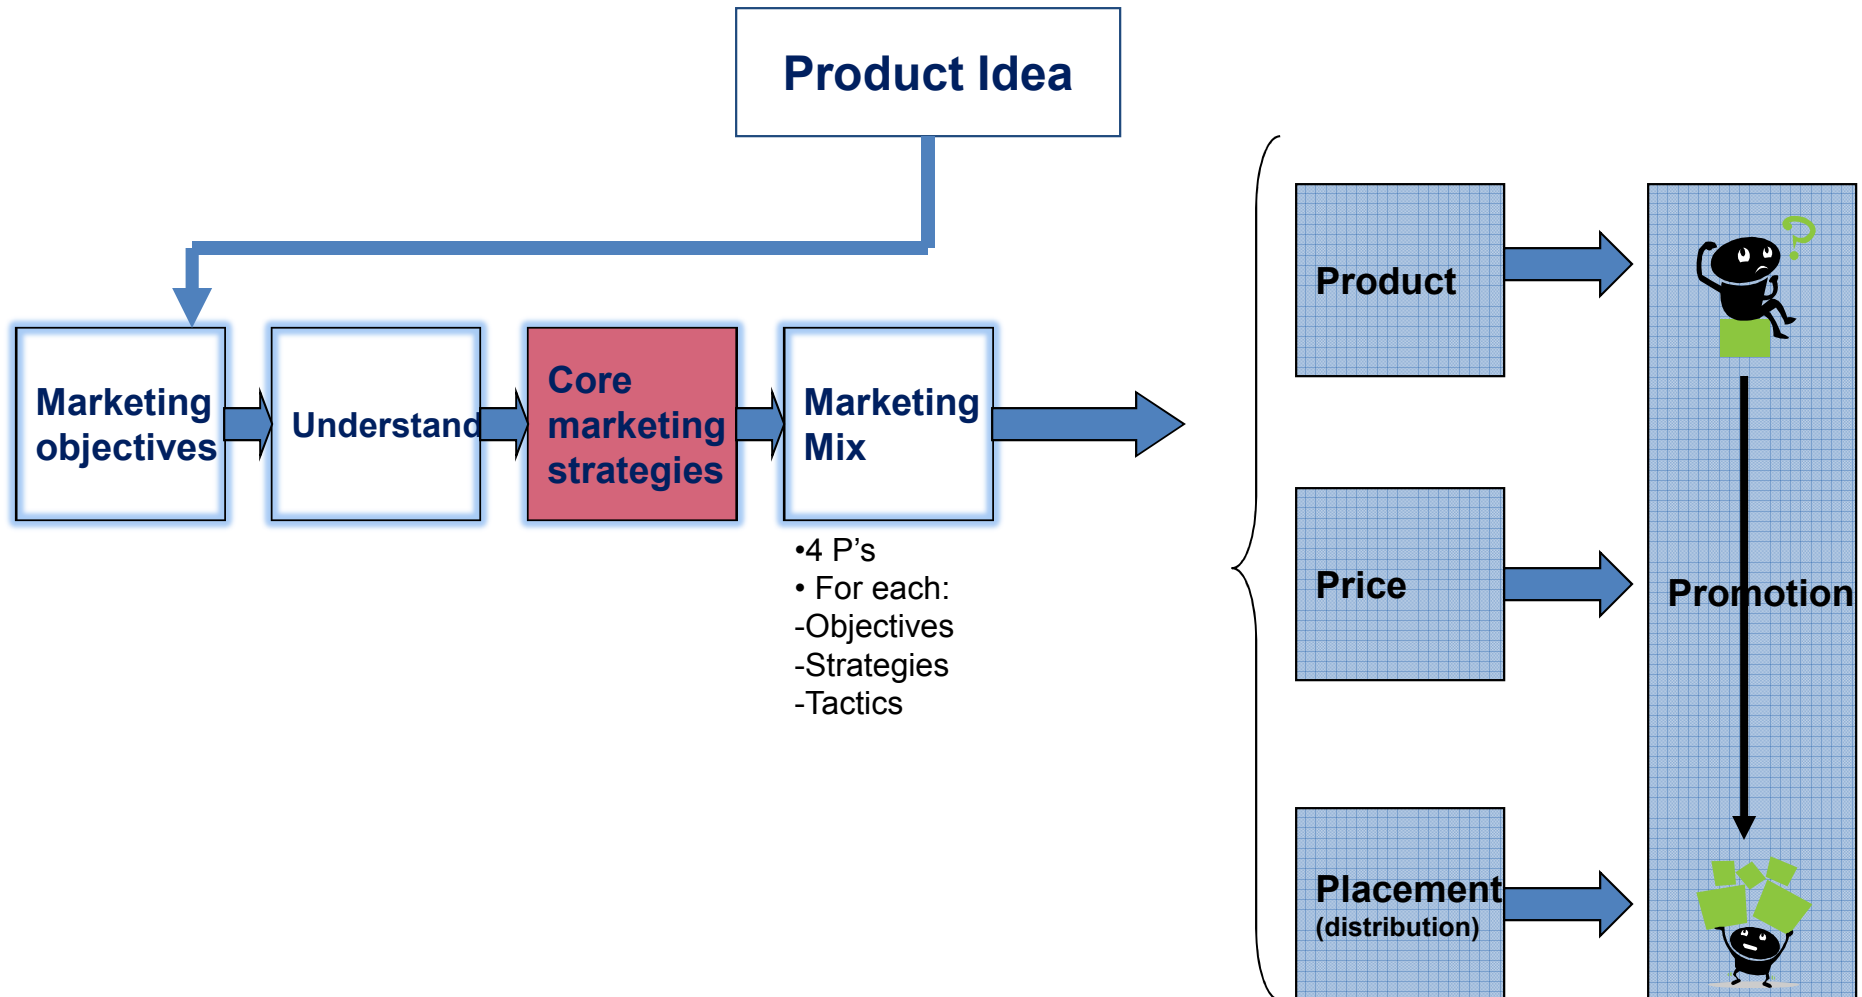 Product Idea
Marketing
objectives
Understand
Core
marketing
strategies
Marketing
Mix
•4 P’s
• For each:
-Objectives
-Strategies
-Tactics
Product
Price
Placement
(distribution)
Promotion
?